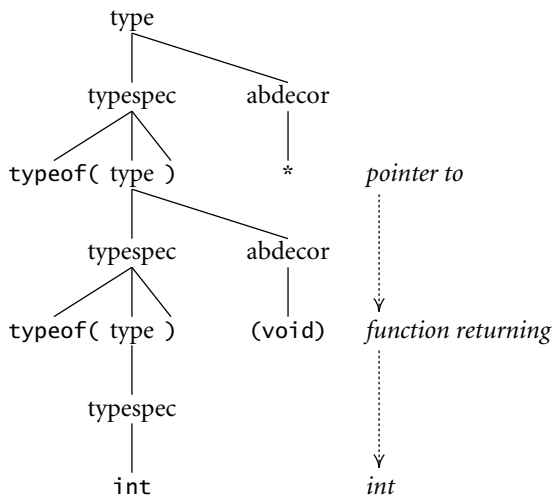 type
typespec abdecor
typeof( type ) * pointer to
typespec abdecor
typeof( type ) (void) function returning
typespec
int int